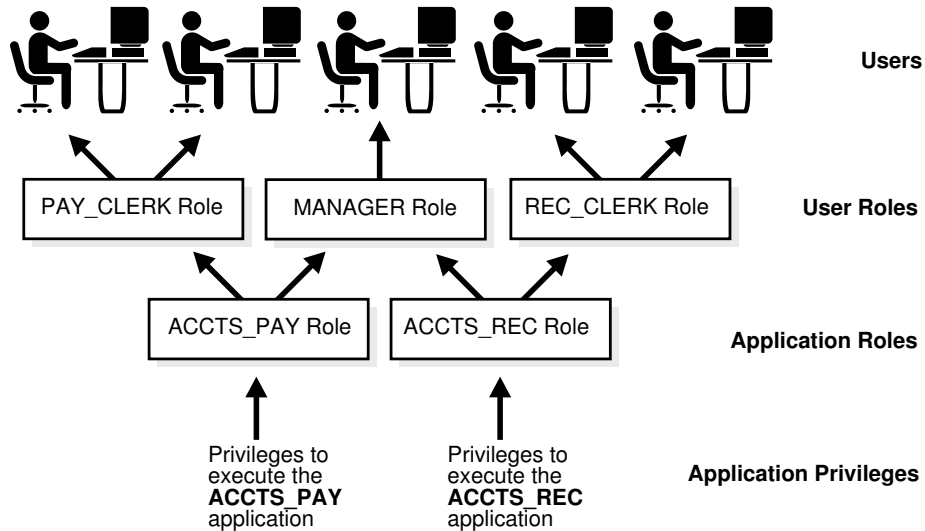 Users
PAY_CLERK Role
MANAGER Role
REC_CLERK Role
User Roles
ACCTS_PAY Role
ACCTS_REC Role
Application Roles
Privileges to
execute the
ACCTS_PAY
application
Privileges to
execute the
ACCTS_REC
application
Application Privileges